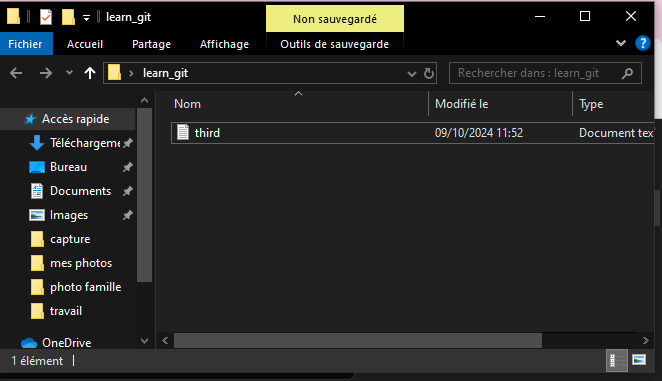 learn_git
Non sauvegardé
Fichier Accueil Partage Affichage Outils de sauvegarde
learn_git
Rechercher dans : learn_git
Nom Modifié le Type
Accès rapide
third 09/10/2024 11:52 Document tex
Téléchargeme
Bureau
Documents
Images
capture
mes photos
photo famille
travail
OneDrive
1 élément